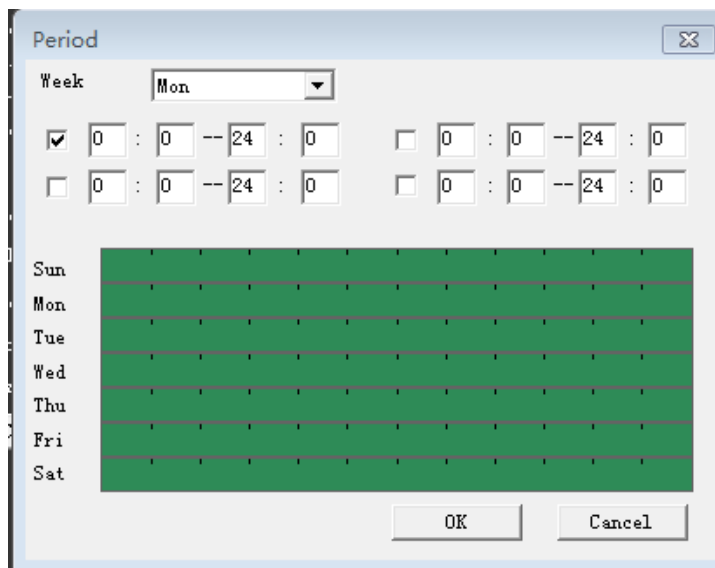 Period
Week Mon
0 : 0 -- 24 : 0 0 : 0 -- 24 : 0
0 : 0 -- 24 : 0 0 : 0 -- 24 : 0
Sun
Mon
Tue
Wed
Thu
Fri
Sat
OK Cancel